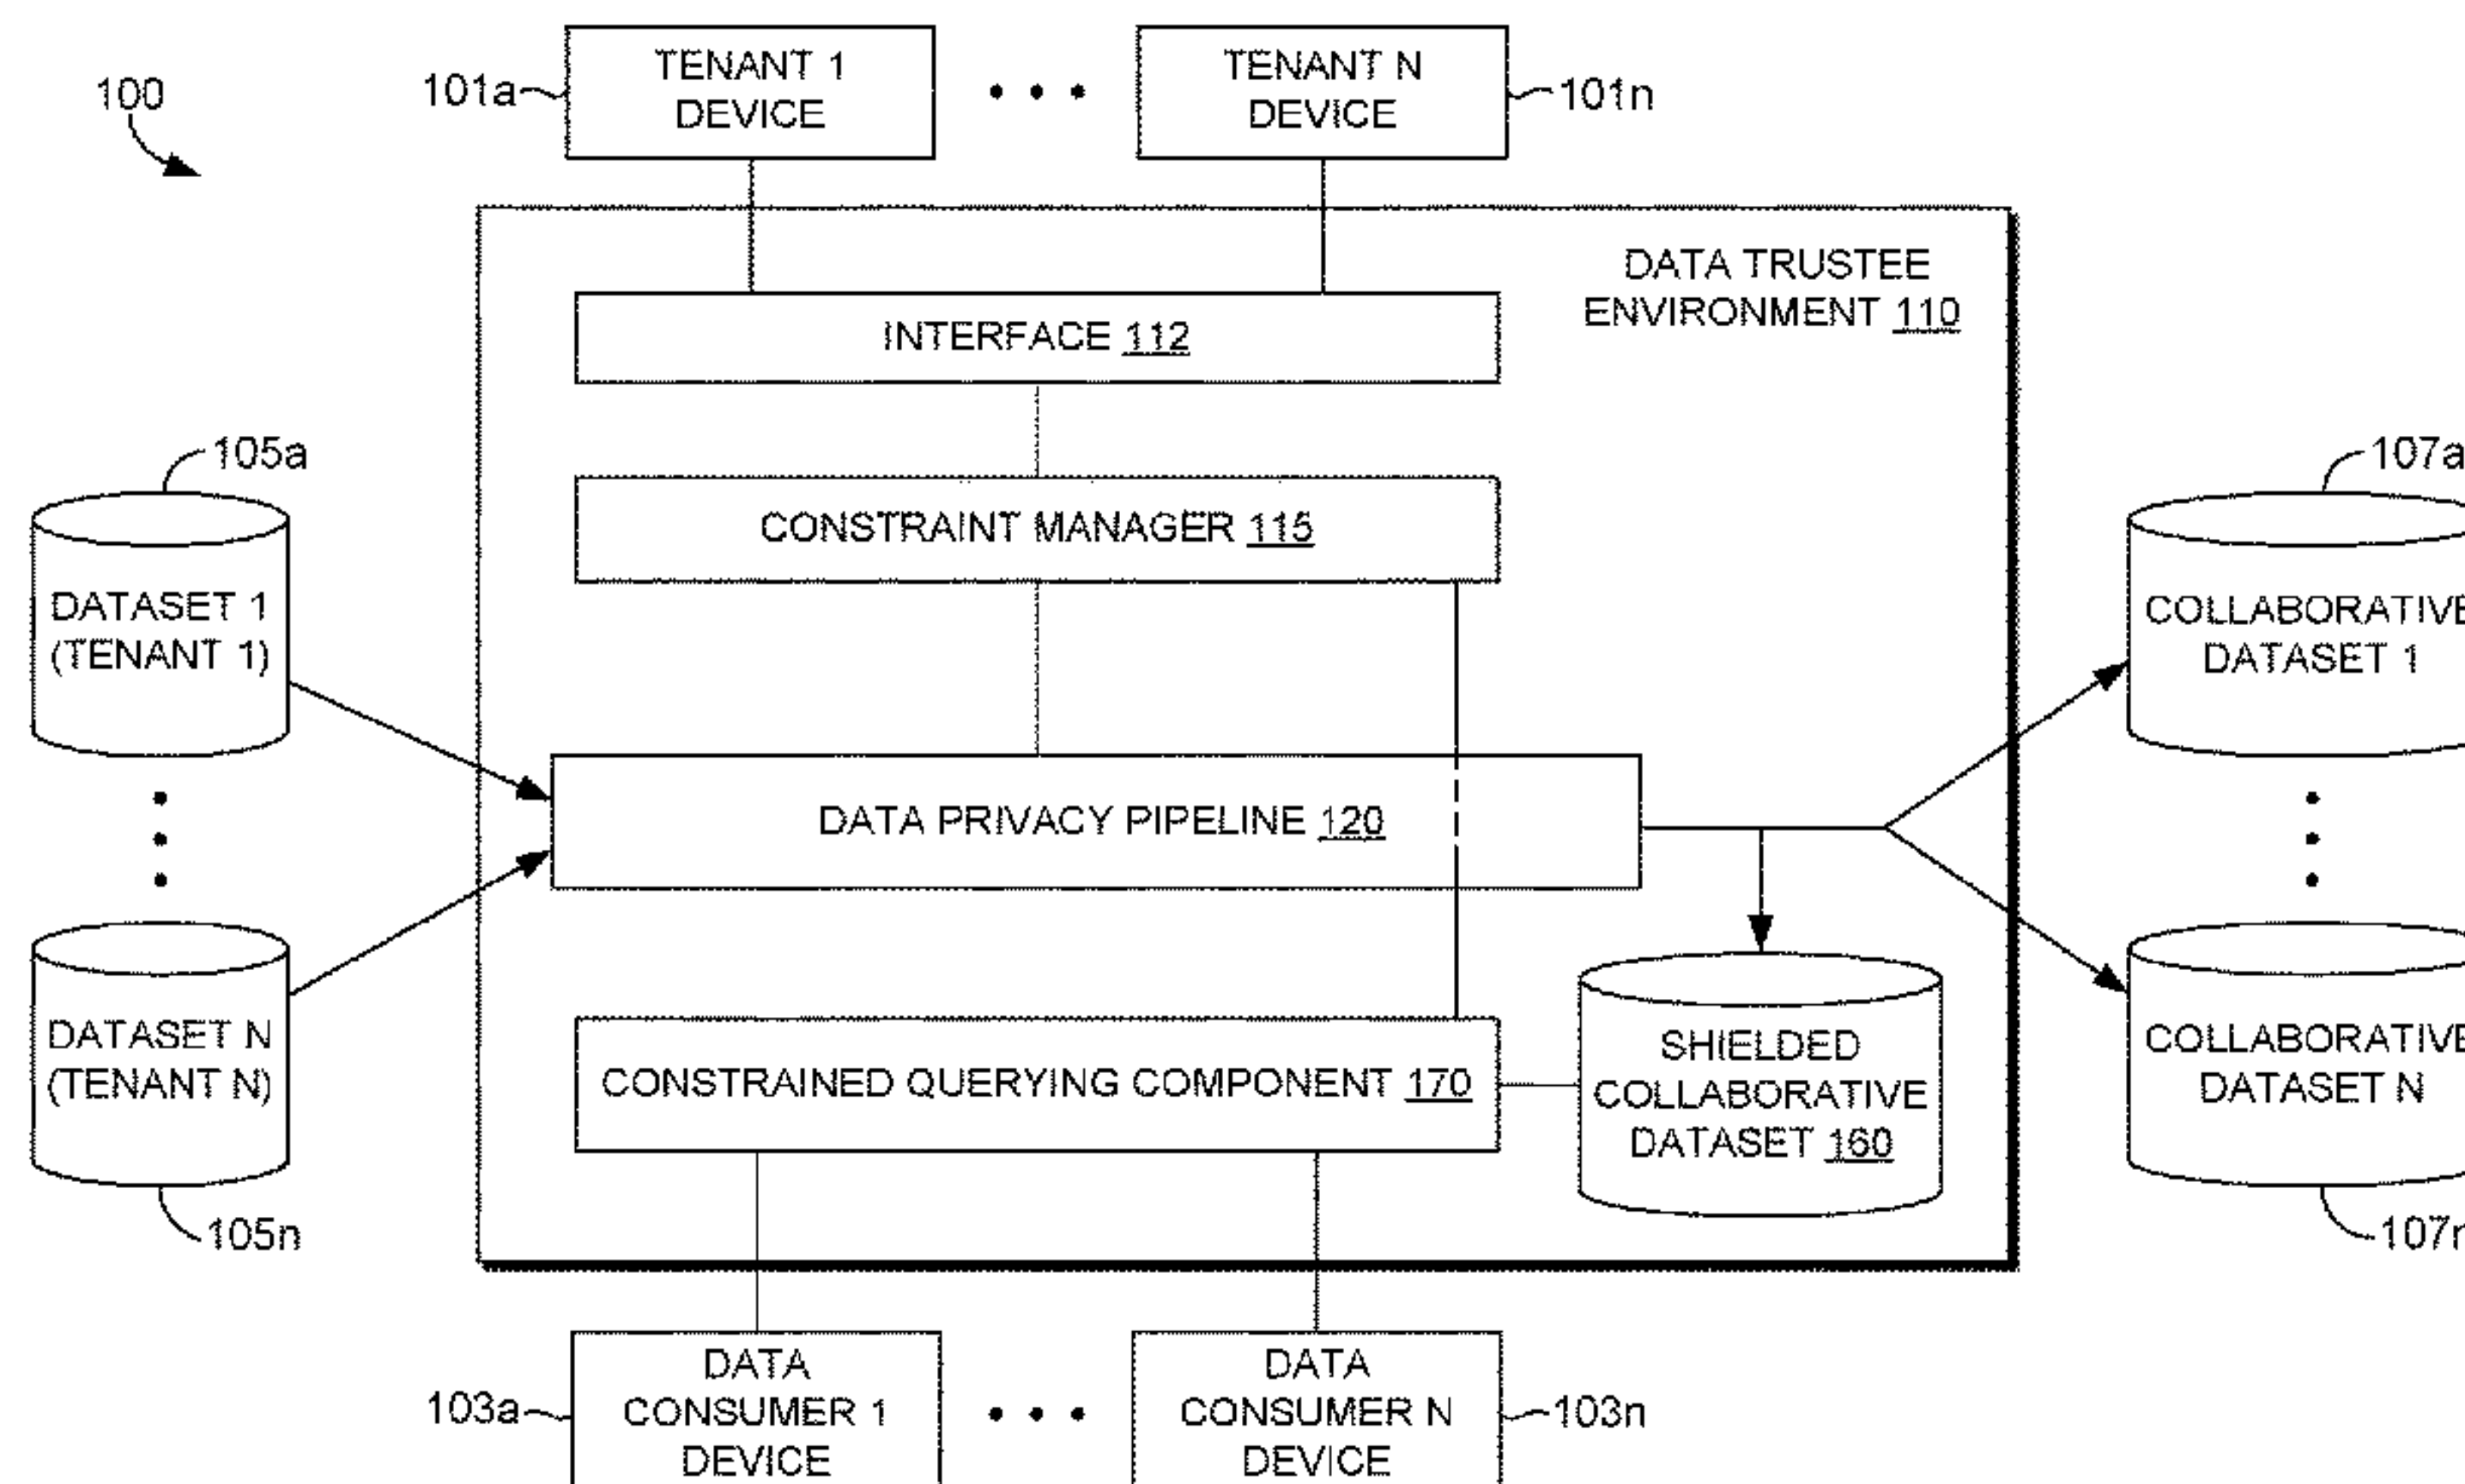 100
101a
TENANT 1
DEVICE
TENANT N
DEVICE
101n
DATA TRUSTEE
ENVIRONMENT 110
INTERFACE 112
CONSTRAINT MANAGER 115
105a
DATASET 1
(TENANT 1)
107a
COLLABORATIVE
DATASET 1
DATA PRIVACY PIPELINE 120
DATASET N
(TENANT N)
105n
CONSTRAINED QUERYING COMPONENT 170
SHIELDED
COLLABORATIVE
DATASET 160
COLLABORATIVE
DATASET N
107n
103a
DATA
CONSUMER 1
DEVICE
DATA
CONSUMER N
DEVICE
103n